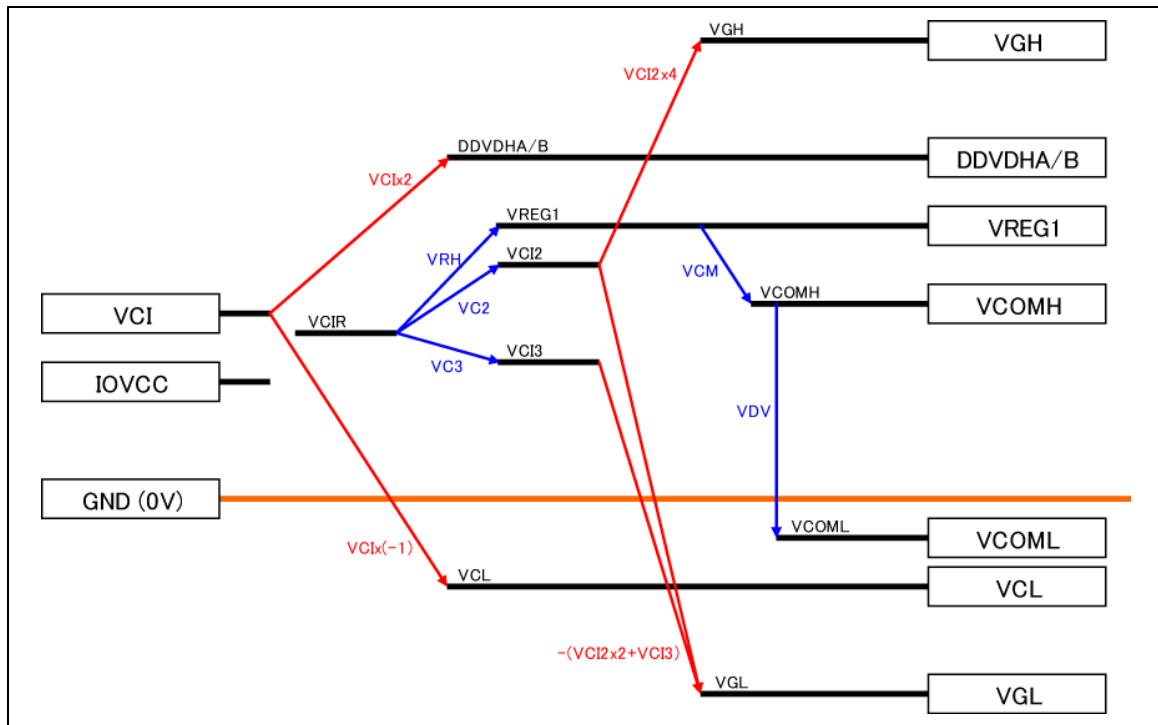 VGH
VGH
VCI2x4
DDVDHA/B
DDVDHA/B
VCIx2
VREG1
VREG1
VRH
VCI2
VCM
VCOMH
VCOMH
VCI
VC2
VCIR
VCI3
VC3
IOVCC
VDV
GND (0V)
VCOML
VCOML
VCIx(-1)
VCL
VCL
-(VCI2x2+VCI3)
VGL
VGL